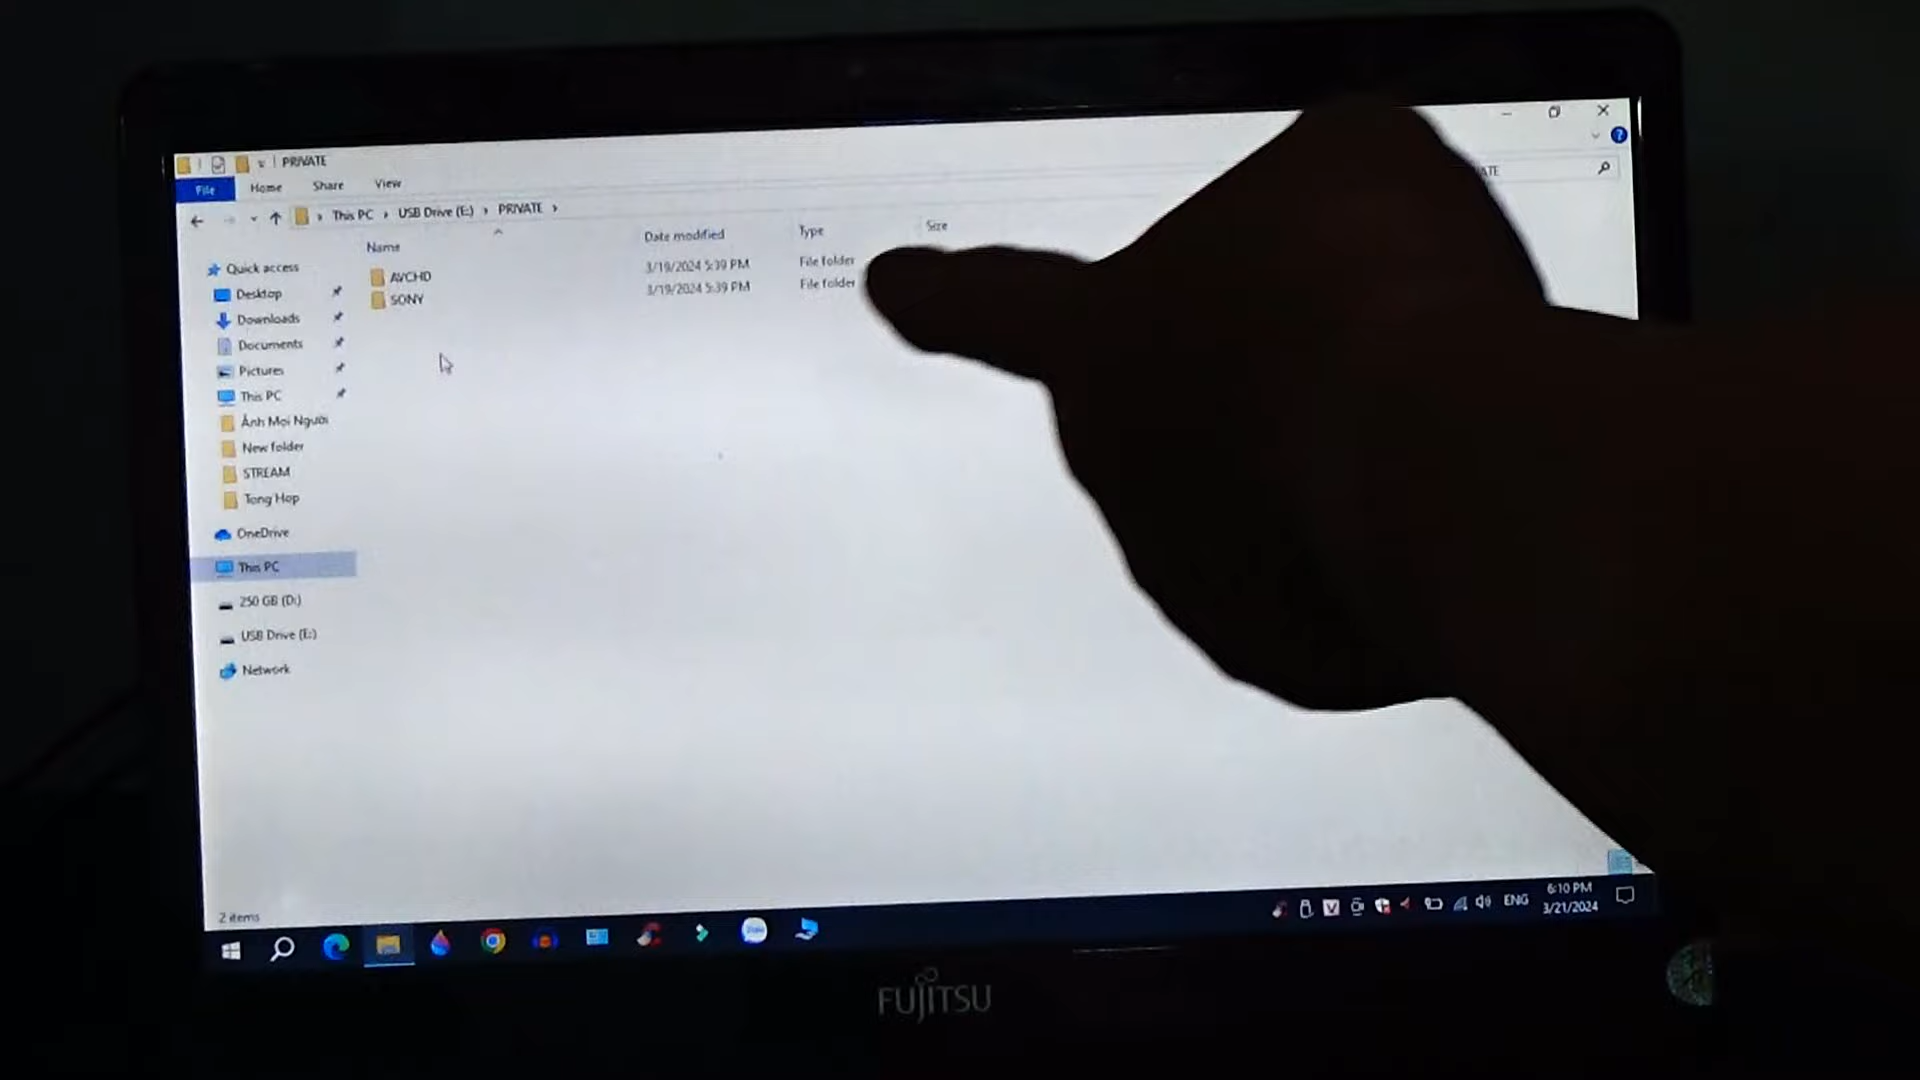 PRIVATE
File Home Share View
This PC › USB Drive (E:) › PRIVATE ›
Name Date modified Type Size
AVCHD 3/19/2024 5:39 PM File folder
SONY 3/19/2024 5:39 PM File folder
Quick access
Desktop
Downloads
Documents
Pictures
This PC
Ảnh Mọi Người
New folder
STREAM
Tong Hop
OneDrive
This PC
250 GB (D:)
USB Drive (E:)
Network
2 items
ENG
6:10 PM
3/21/2024
FUJITSU